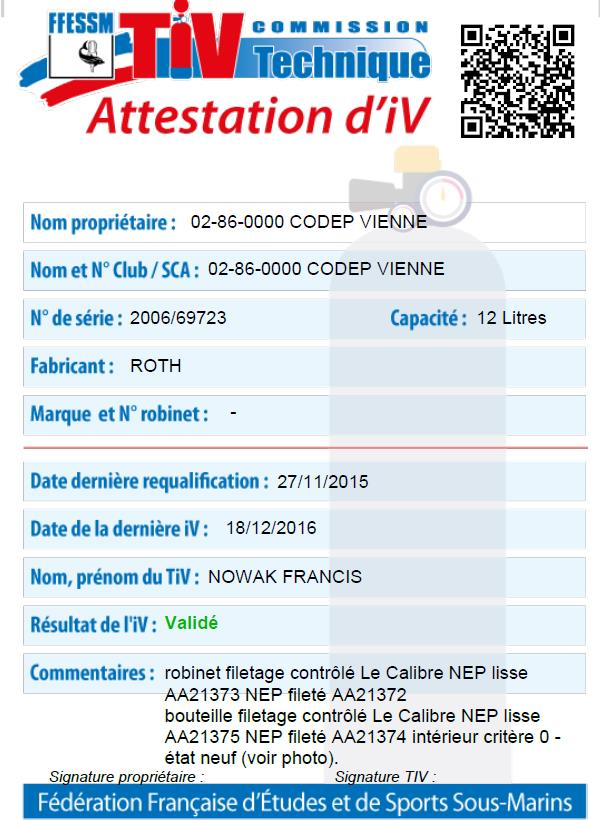 FFESSM TiV COMMISSION
Technique
Attestation d'iV
Nom propriétaire : 02-86-0000 CODEP VIENNE
Nom et N° Club / SCA : 02-86-0000 CODEP VIENNE
N° de série : 2006/69723 Capacité : 12 Litres
Fabricant : ROTH
Marque et N° robinet : -
Date dernière requalification : 27/11/2015
Date de la dernière iV : 18/12/2016
Nom, prénom du TiV : NOWAK FRANCIS
Résultat de l'iV : Validé
Commentaires : robinet filetage contrôlé Le Calibre NEP lisse
AA21373 NEP fileté AA21372
bouteille filetage contrôlé Le Calibre NEP lisse
AA21375 NEP fileté AA21374 intérieur critère 0 -
état neuf (voir photo).
Signature propriétaire : Signature TIV :
Fédération Française d'Études et de Sports Sous-Marins